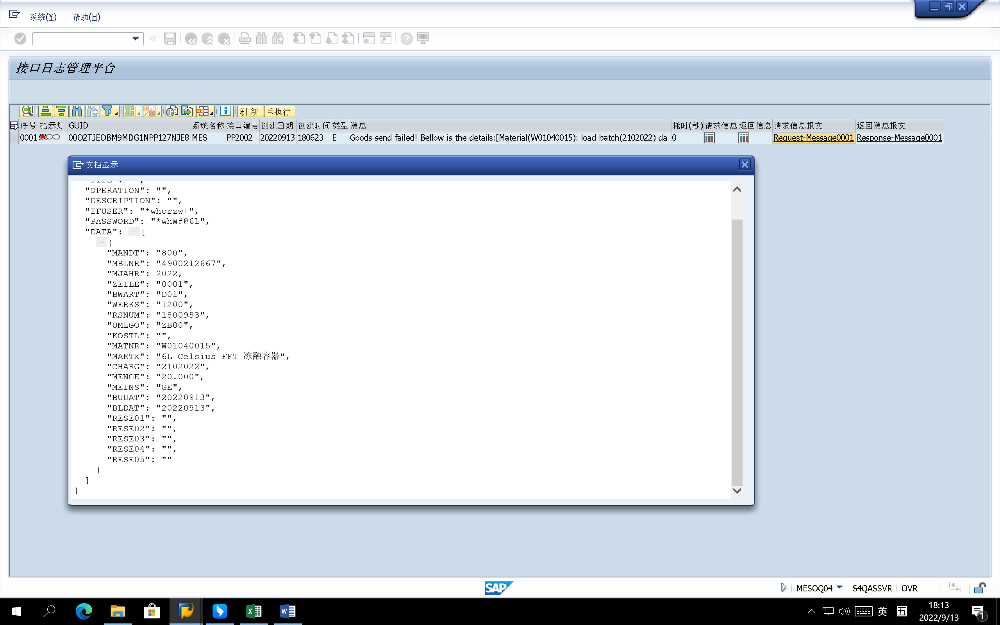 系统(Y) 帮助(H)
接口日志管理平台
刷 新 重执行
序号 指示灯 GUID 系统名称 接口编号 创建日期 创建时间 类型 消息 耗时(秒) 请求信息 返回信息 请求信息报文 返回消息报文
0001 00O2TJEOBM9MDG1NPP127NJE8 MES PP2002 20220913 180623 E Goods send failed! Bellow is the details:[Material(W01040015): load batch(2102022) da 0 Request-Message0001 Response-Message0001
文档显示
"OPERATION": "",
"DESCRIPTION": "",
"IFUSER": "*whorzw+",
"PASSWORD": "*whW#@6l",
"DATA": − [
− {
"MANDT": "800",
"MBLNR": "4900212667",
"MJAHR": 2022,
"ZEILE": "0001",
"BWART": "D01",
"WERKS": "1200",
"RSNUM": "1800953",
"UMLGO": "ZB00",
"KOSTL": "",
"MATNR": "W01040015",
"MAKTX": "6L Celsius FFT 冻融容器",
"CHARG": "2102022",
"MENGE": "20.000",
"MEINS": "GE",
"BUDAT": "20220913",
"BLDAT": "20220913",
"RESE01": "",
"RESE02": "",
"RESE03": "",
"RESE04": "",
"RESE05": ""
}
]
}
SAP MESOQ04 S4QASSVR OVR
英 五 18:13
2022/9/13 1